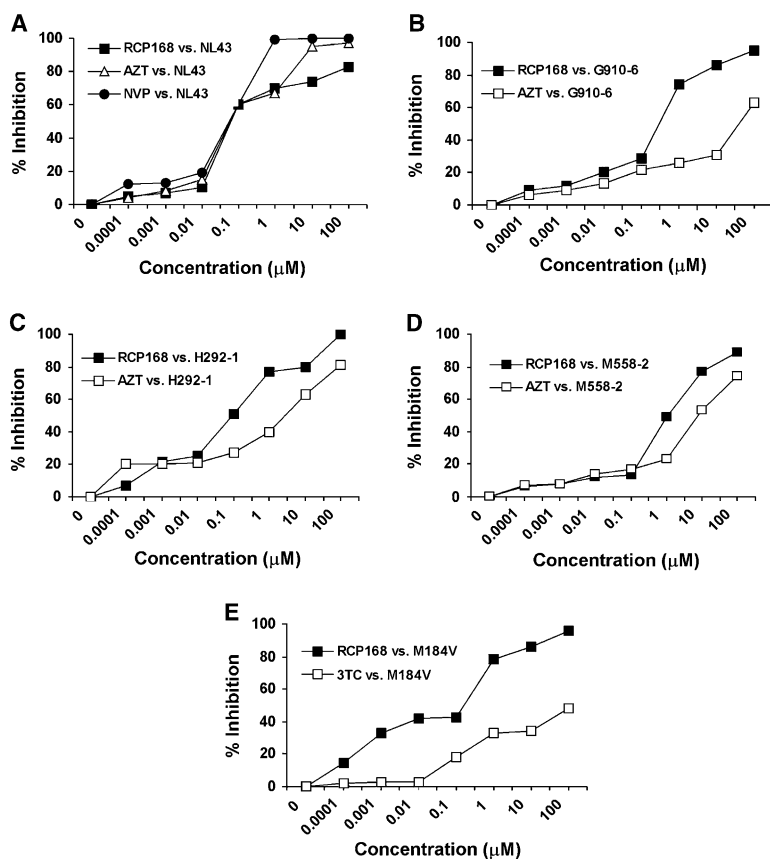 A
RCP168 vs. NL43
AZT vs. NL43
NVP vs. NL43
% Inhibition
100
80
60
40
20
0
0
0.0001
0.001
0.01
0.1
1
10
100
Concentration (μM)
B
RCP168 vs. G910-6
AZT vs. G910-6
% Inhibition
100
80
60
40
20
0
0
0.0001
0.001
0.01
0.1
1
10
100
Concentration (μM)
C
RCP168 vs. H292-1
AZT vs. H292-1
% Inhibition
100
80
60
40
20
0
0
0.0001
0.001
0.01
0.1
1
10
100
Concentration (μM)
D
RCP168 vs. M558-2
AZT vs. M558-2
% Inhibition
100
80
60
40
20
0
0
0.0001
0.001
0.01
0.1
1
10
100
Concentration (μM)
E
RCP168 vs. M184V
3TC vs. M184V
% Inhibition
100
80
60
40
20
0
0
0.0001
0.001
0.01
0.1
1
10
100
Concentration (μM)